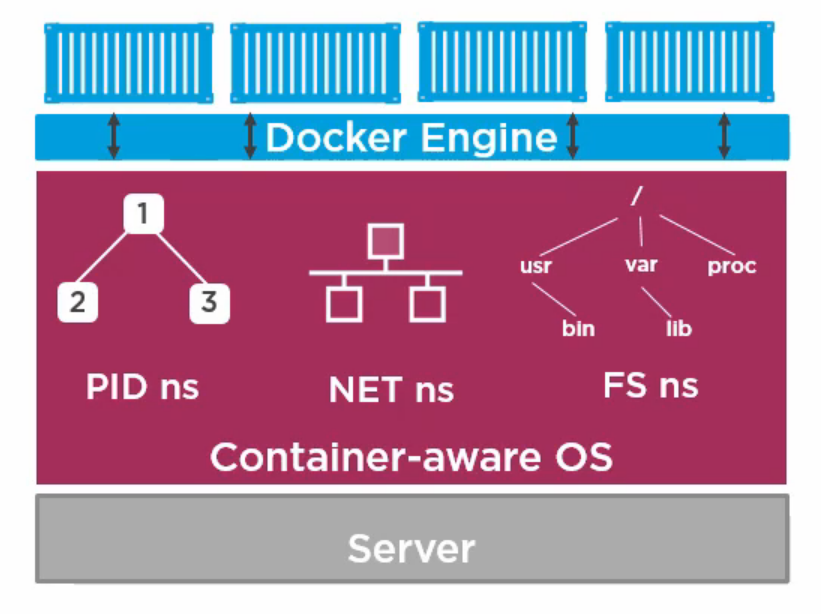 Docker Engine
1
2
3
/
usr
var
proc
bin
lib
PID ns
NET ns
FS ns
Container-aware OS
Server